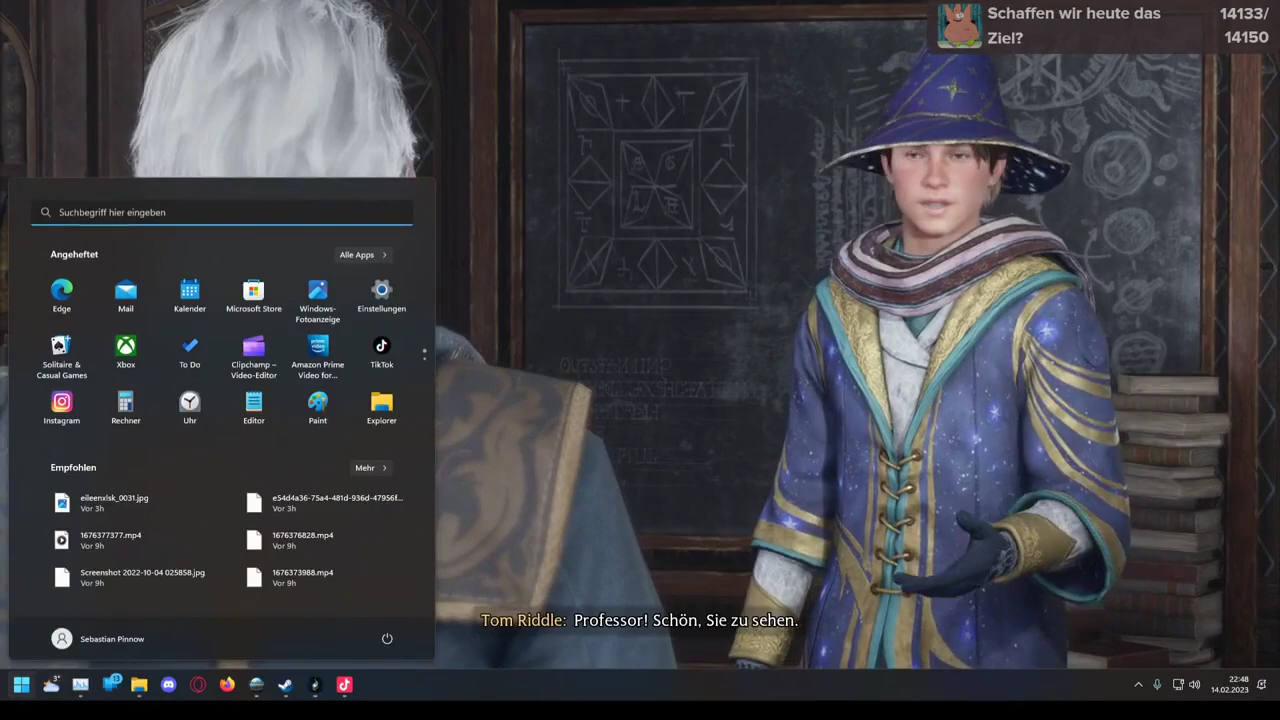 Schaffen wir heute das
Ziel?
14133/
14150
Suchbegriff hier eingeben
Angeheftet
Alle Apps
Edge
Mail
Kalender
Microsoft Store
Windows-
Fotoanzeige
Einstellungen
Solitaire &
Casual Games
Xbox
To Do
Clipchamp –
Video-Editor
Amazon Prime
Video for...
TikTok
Instagram
Rechner
Uhr
Editor
Paint
Explorer
Empfohlen
Mehr
eileenxlsk_0031.jpg
Vor 3h
e54d4a36-75a4-481d-936d-47956f...
Vor 3h
1676377377.mp4
Vor 9h
1676376828.mp4
Vor 9h
Screenshot 2022-10-04 025858.jpg
Vor 9h
1676373988.mp4
Vor 9h
Tom Riddle: Professor! Schön, Sie zu sehen.
Sebastian Pinnow
3°
13
22:48
14.02.2023